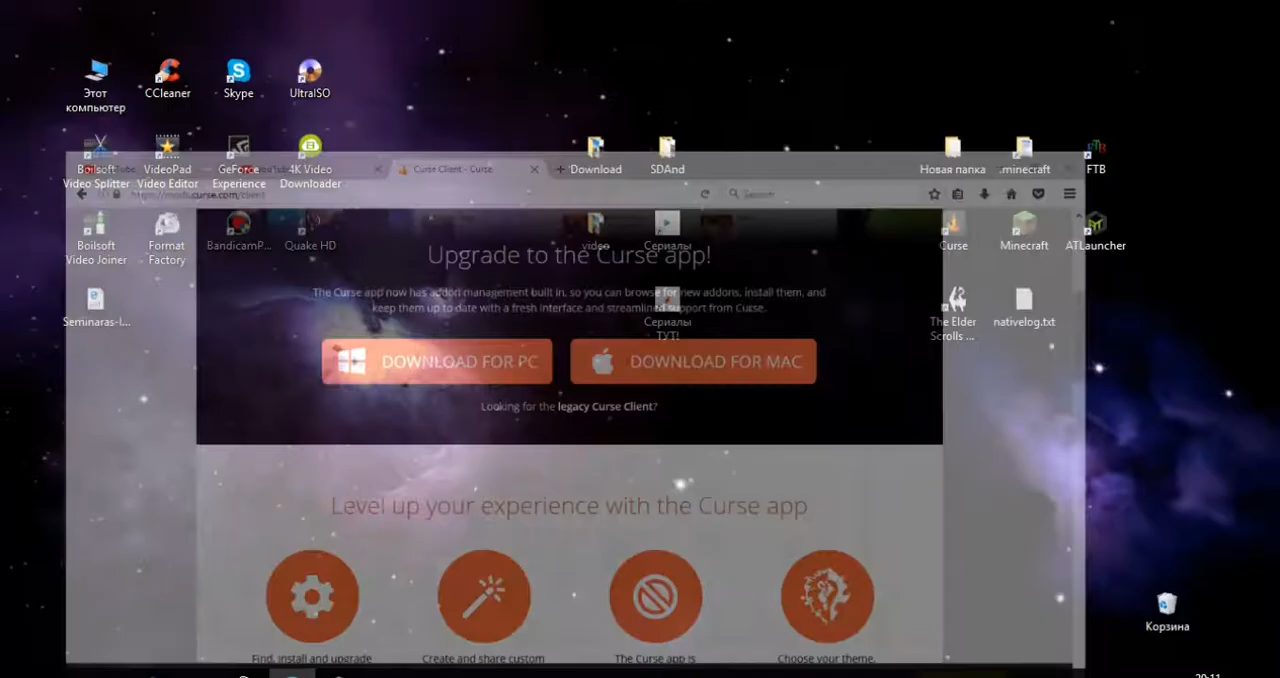 Этот
компьютер
CCleaner
Skype
UltraISO
Boilsoft
Video Splitter
VideoPad
Video Editor
GeForce
Experience
4K Video
Downloader
Download
SDAnd
Новая папка
.minecraft
FTB
Curse Client - Curse
Search
Boilsoft
Video Joiner
Format
Factory
BandicamP...
Quake HD
video
Сериалы
Curse
Minecraft
ATLauncher
Seminaras-I...
Сериалы
ТУТ!
The Elder
Scrolls ...
nativelog.txt
Upgrade to the Curse app!
The Curse app now has addon management built in, so you can browse for new addons, install them, and
keep them up to date with a fresh interface and streamlined support from Curse.
DOWNLOAD FOR PC
DOWNLOAD FOR MAC
Looking for the legacy Curse Client?
Level up your experience with the Curse app
Find, install and upgrade
Create and share custom
The Curse app is
Choose your theme.
Корзина
20:11